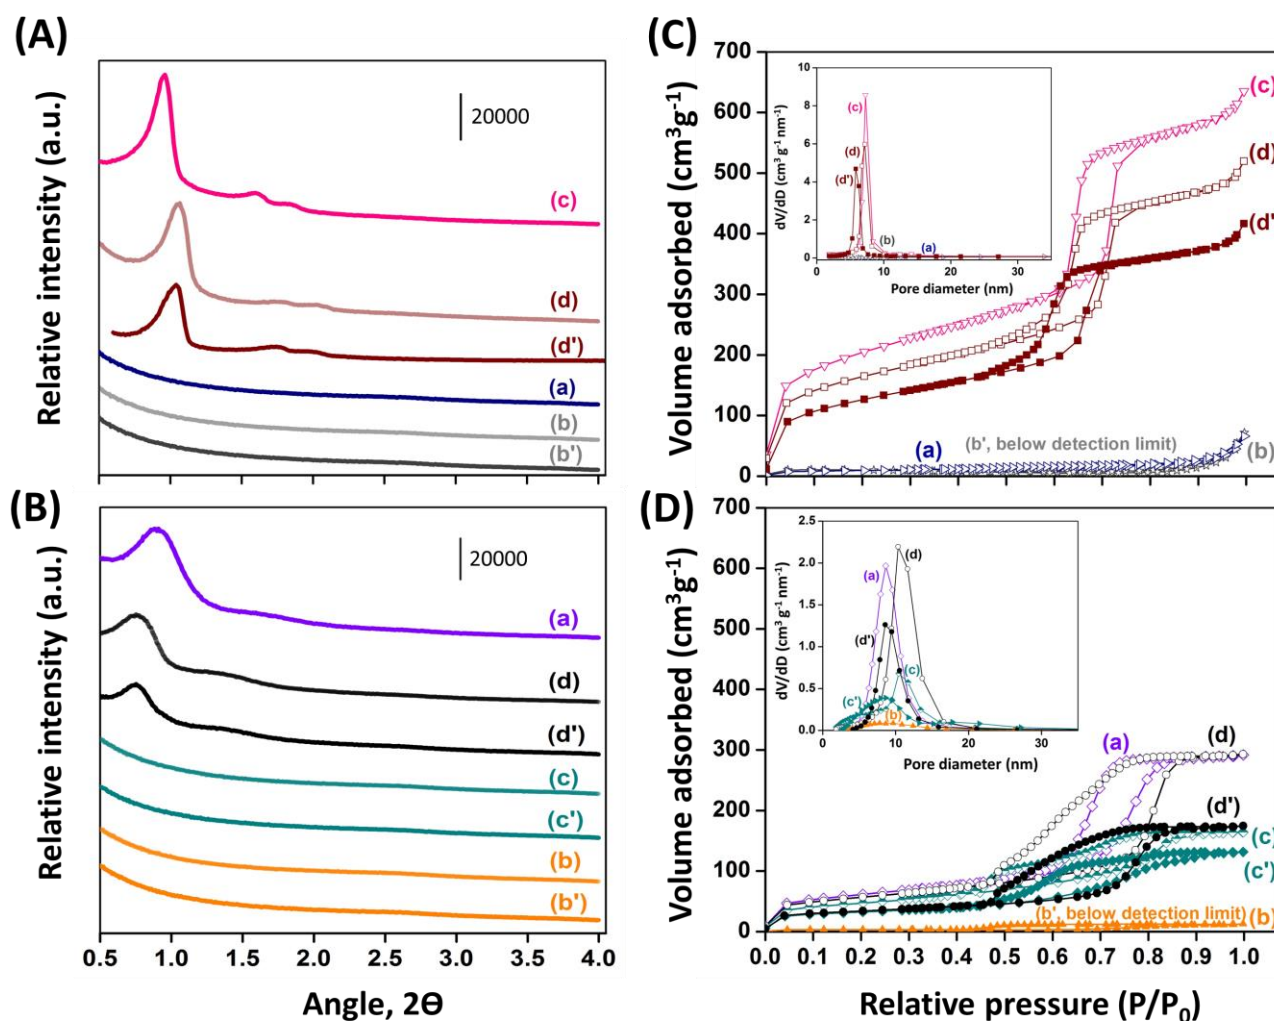 (A)
Relative intensity (a.u.)
20000
(c)
(d)
(d')
(a)
(b)
(b')
(B)
Relative intensity (a.u.)
20000
(a)
(d)
(d')
(c)
(c')
(b)
(b')
0.5 1.0 1.5 2.0 2.5 3.0 3.5 4.0
Angle, 2Θ
(C)
Volume adsorbed (cm³g⁻¹)
700
600
500
400
300
200
100
0
(c)
(d)
(d'
(a)
(b', below detection limit)
(b)
dV/dD (cm³ g⁻¹ nm⁻¹)
10
8
6
4
2
0
(c)
(d)
(d')
(b)
(a)
0 10 20 30
Pore diameter (nm)
(D)
Volume adsorbed (cm³g⁻¹)
700
600
500
400
300
200
100
0
(a)
(d)
(d')
(c)
(c')
(b', below detection limit)
(b)
dV/dD (cm³ g⁻¹ nm⁻¹)
2.5
2.0
1.5
1.0
0.5
0.0
(d)
(a)
(d')
(c)
(c')
(b)
0 10 20 30
Pore diameter (nm)
0.0 0.1 0.2 0.3 0.4 0.5 0.6 0.7 0.8 0.9 1.0
Relative pressure (P/P₀)